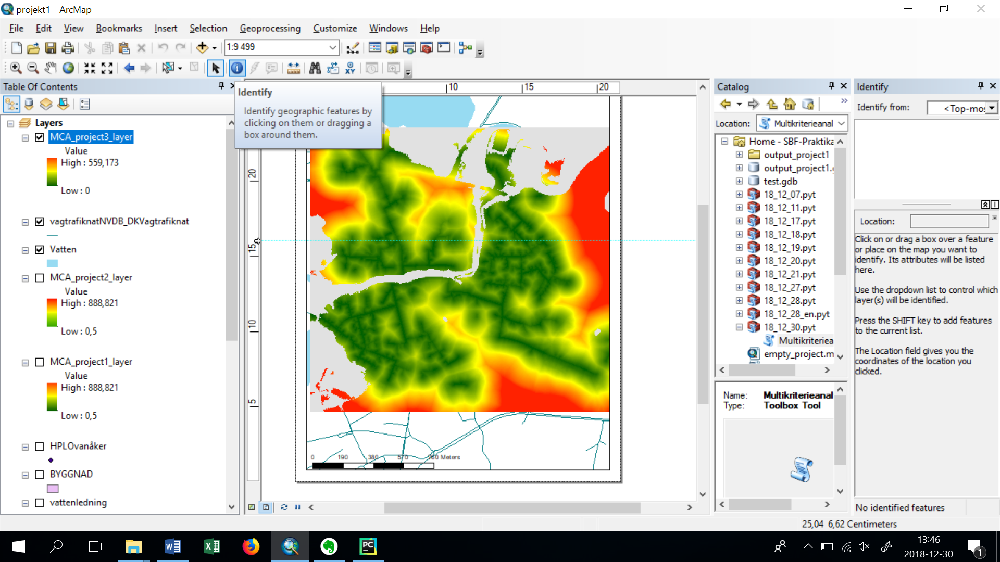 projekt1 - ArcMap
File Edit View Bookmarks Insert Selection Geoprocessing Customize Windows Help
1:9 499
XY
Table Of Contents
Layers
MCA_project3_layer
Value
High : 559,173
Low : 0
vagtrafiknatNVDB_DKVagtrafiknat
Vatten
MCA_project2_layer
Value
High : 888,821
Low : 0,5
MCA_project1_layer
Value
High : 888,821
Low : 0,5
HPLOvanåker
BYGGNAD
vattenledning
Identify
Identify geographic features by
clicking on them or dragging a
box around them.
10 15 20
20
15
10
5
0 190 380 570 760 Meters
Catalog
Location: Multikriterieanal
Home - SBF-Praktika
output_project1
output_project1.
test.gdb
18_12_07.pyt
18_12_11.pyt
18_12_17.pyt
18_12_18.pyt
18_12_19.pyt
18_12_20.pyt
18_12_21.pyt
18_12_27.pyt
18_12_28.pyt
18_12_28_en.pyt
18_12_30.pyt
Multikriteriea
empty_project.m
Name: Multikriterieanal
Type: Toolbox Tool
Identify
Identify from: <Top-mos
Location:
Click on or drag a box over a feature
or place on the map you want to
identify. Its attributes will be listed
here.
Use the dropdown list to control which
layer(s) will be identified.
Press the SHIFT key to add features
to the current list.
The Location field gives you the
coordinates of the location you
clicked.
No identified features
25,04 6,62 Centimeters
13:46
2018-12-30
1